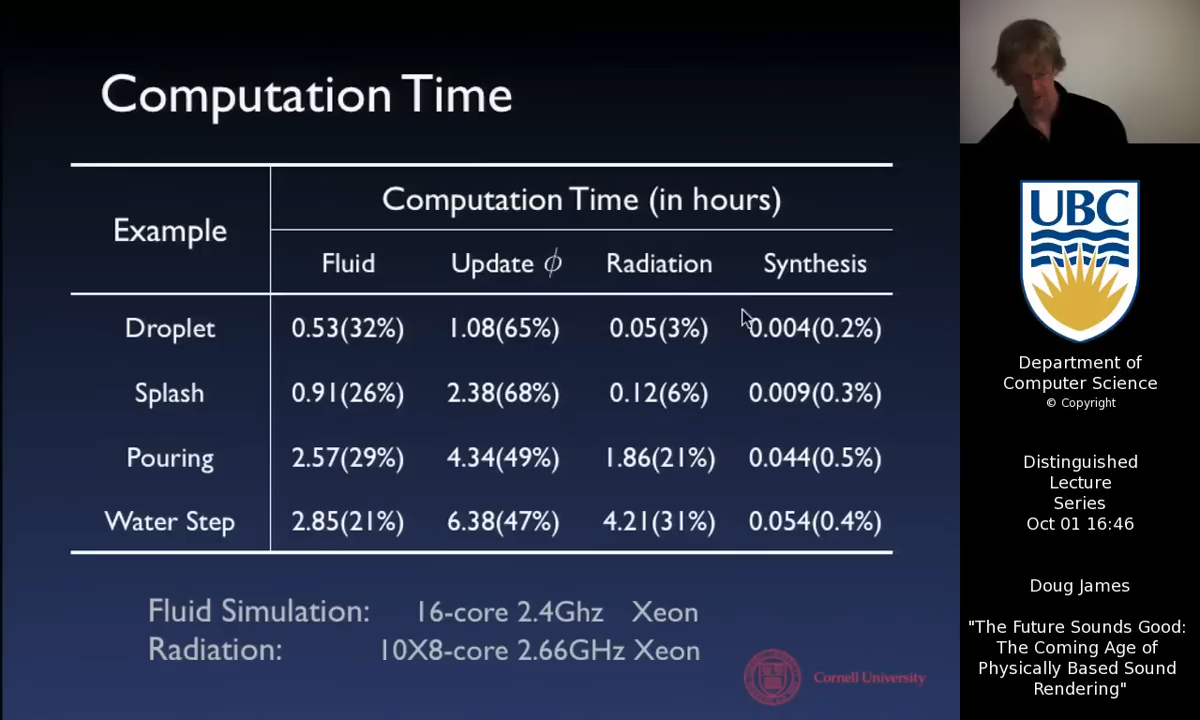 Computation Time
Example
Computation Time (in hours)
Fluid Update ϕ Radiation Synthesis
Droplet 0.53(32%) 1.08(65%) 0.05(3%) 0.004(0.2%)
Splash 0.91(26%) 2.38(68%) 0.12(6%) 0.009(0.3%)
Pouring 2.57(29%) 4.34(49%) 1.86(21%) 0.044(0.5%)
Water Step 2.85(21%) 6.38(47%) 4.21(31%) 0.054(0.4%)
Fluid Simulation: 16-core 2.4Ghz Xeon
Radiation: 10X8-core 2.66GHz Xeon
Cornell University
UBC
Department of
Computer Science
© Copyright
Distinguished
Lecture
Series
Oct 01 16:46
Doug James
"The Future Sounds Good:
The Coming Age of
Physically Based Sound
Rendering"